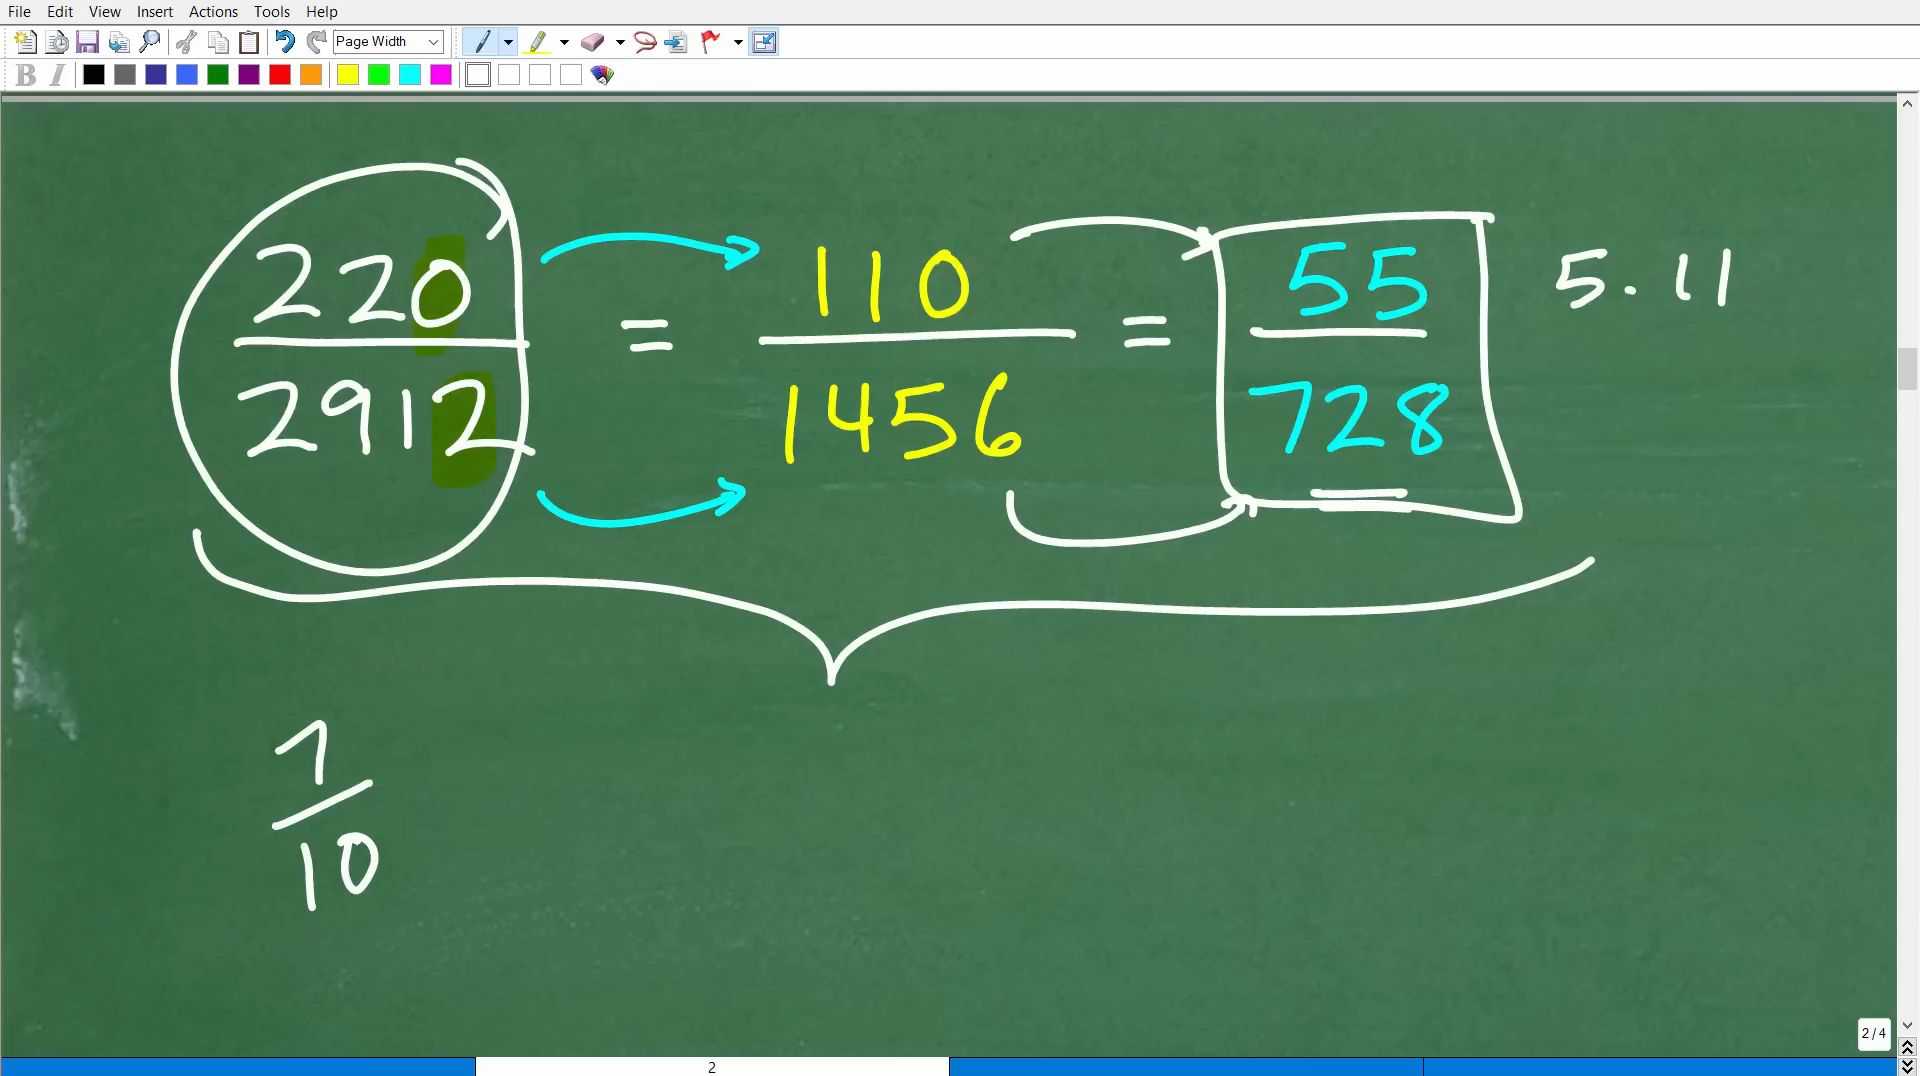 File Edit View Insert Actions Tools Help
Page Width
B I
220/2912 = 110/1456 = 55/728 5.11
7/10
2/4
2